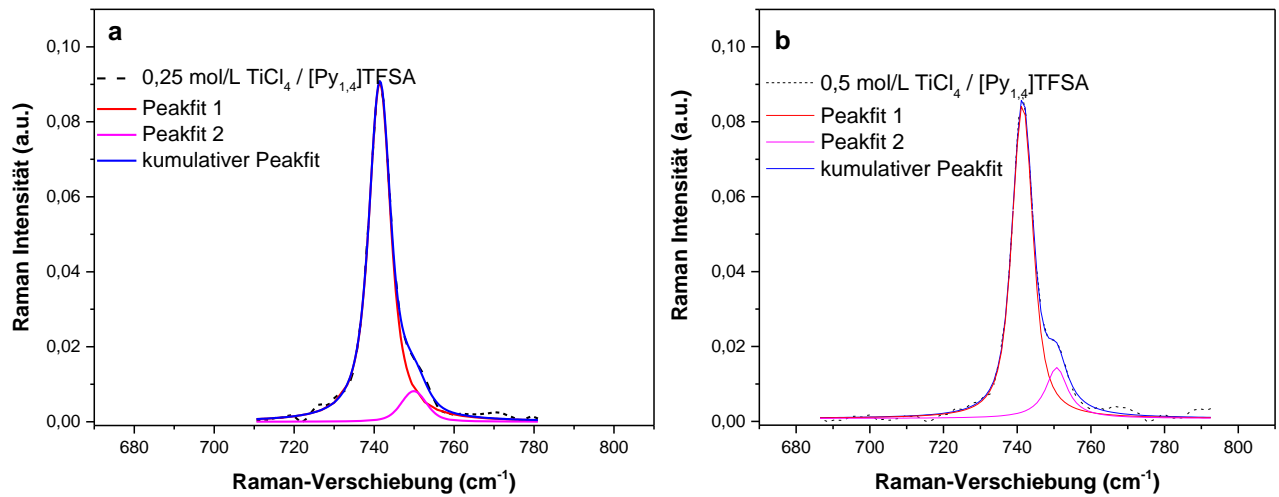 a
0,10
0,08
0,06
0,04
0,02
0,00
Raman Intensität (a.u.)
0,25 mol/L TiCl4 / [Py1,4]TFSA
Peakfit 1
Peakfit 2
kumulativer Peakfit
680 700 720 740 760 780 800
Raman-Verschiebung (cm-1)
b
0,10
0,08
0,06
0,04
0,02
0,00
Raman Intensität (a.u.)
0,5 mol/L TiCl4 / [Py1,4]TFSA
Peakfit 1
Peakfit 2
kumulativer Peakfit
680 700 720 740 760 780 800
Raman-Verschiebung (cm-1)